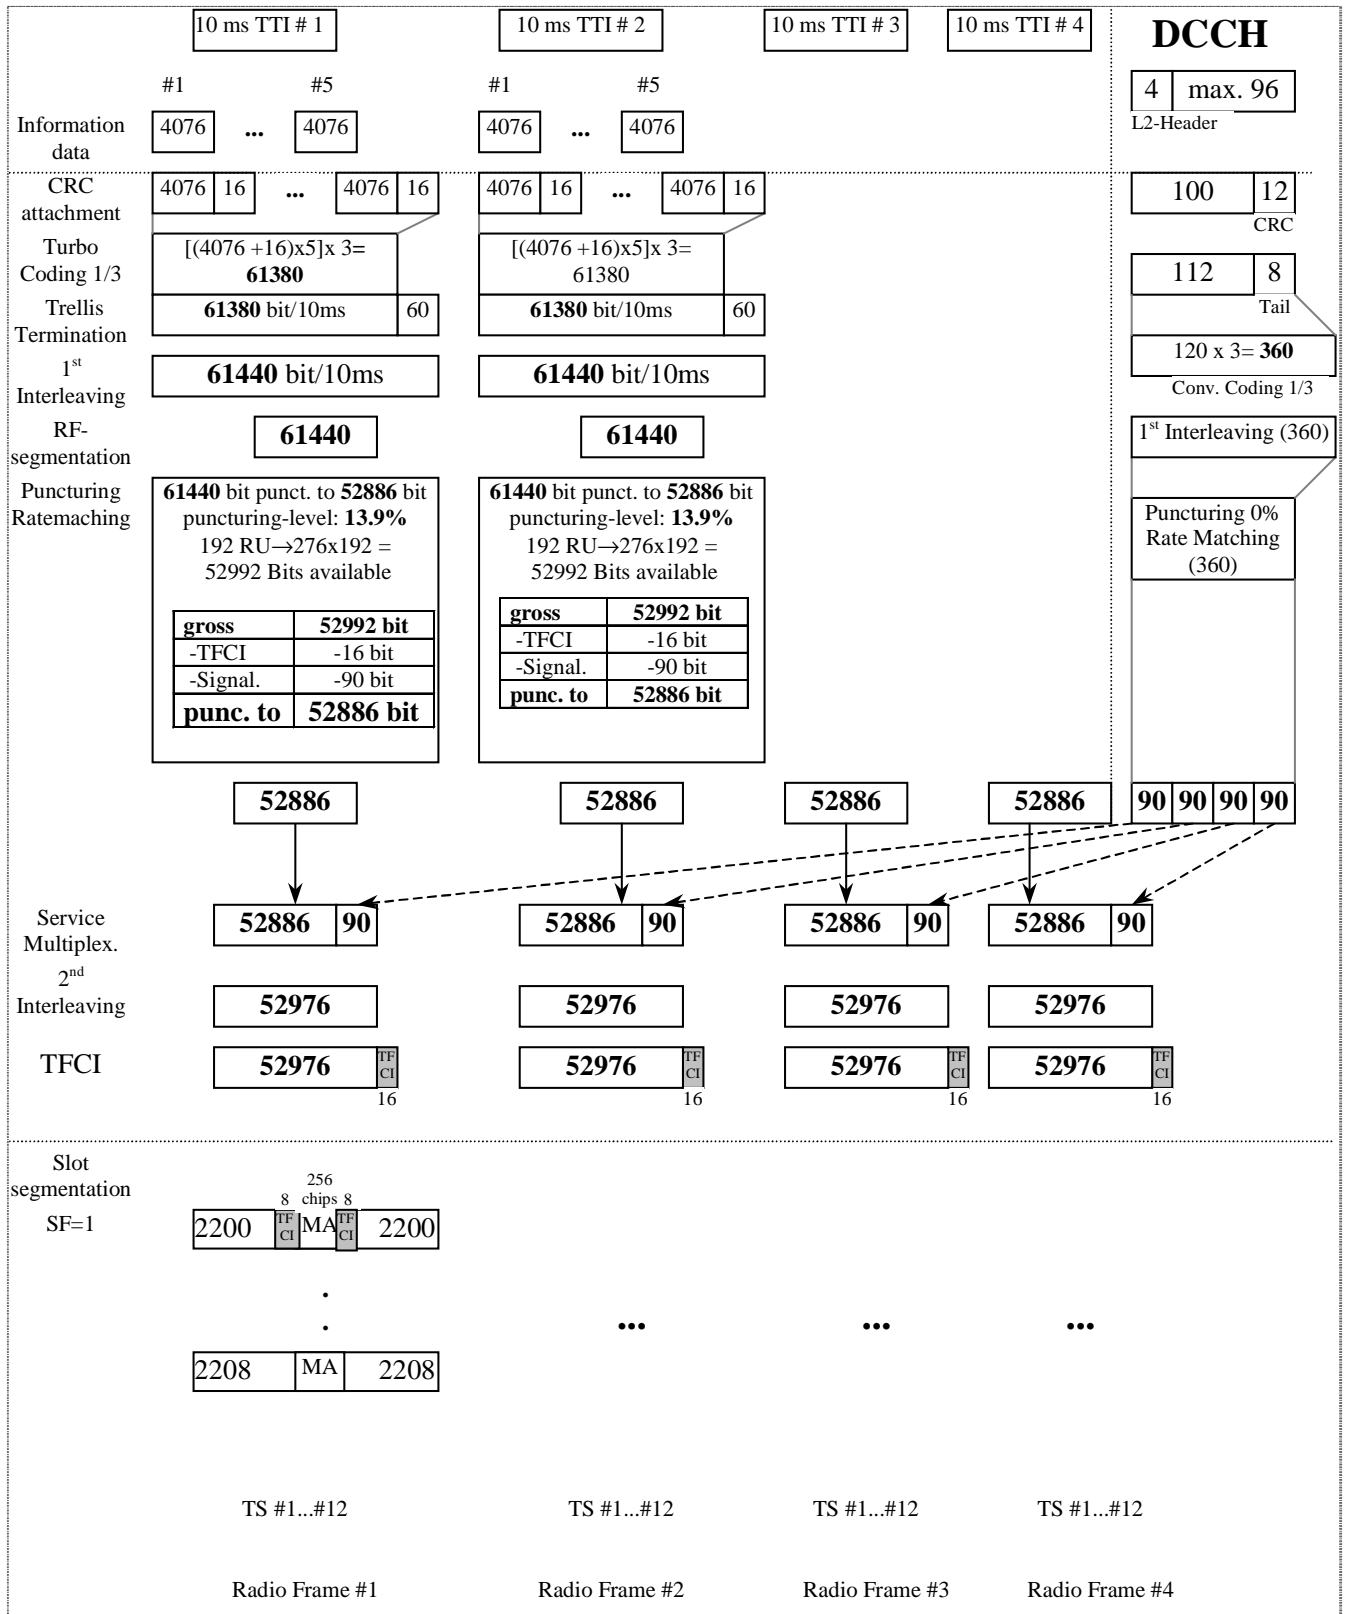 10 ms TTI # 1 10 ms TTI # 2 10 ms TTI # 3 10 ms TTI # 4 DCCH
#1 #5 #1 #5
4 max. 96
L2-Header
Information
data
4076 ... 4076 4076 ... 4076
CRC
attachment
4076 16 ... 4076 16 4076 16 ... 4076 16
100 12
CRC
Turbo
Coding 1/3
[(4076 +16)x5]x 3=
61380
[(4076 +16)x5]x 3=
61380
112 8
Tail
Trellis
Termination
61380 bit/10ms 60 61380 bit/10ms 60
120 x 3= 360
Conv. Coding 1/3
1st
Interleaving
61440 bit/10ms 61440 bit/10ms
RF-
segmentation
61440 61440
1st Interleaving (360)
Puncturing
Ratemaching
61440 bit punct. to 52886 bit
puncturing-level: 13.9%
192 RU→276x192 =
52992 Bits available
gross 52992 bit
-TFCI -16 bit
-Signal. -90 bit
punc. to 52886 bit
61440 bit punct. to 52886 bit
puncturing-level: 13.9%
192 RU→276x192 =
52992 Bits available
gross 52992 bit
-TFCI -16 bit
-Signal. -90 bit
punc. to 52886 bit
Puncturing 0%
Rate Matching
(360)
52886 52886 52886 52886 90 90 90 90
Service
Multiplex.
52886 90 52886 90 52886 90 52886 90
2nd
Interleaving
52976 52976 52976 52976
TFCI
52976 TF CI 52976 TF CI 52976 TF CI 52976 TF CI
16 16 16 16
Slot
segmentation
SF=1
256
8 chips 8
2200 TF CI MA TF CI 2200
.
. ... ... ...
2208 MA 2208
TS #1...#12 TS #1...#12 TS #1...#12 TS #1...#12
Radio Frame #1 Radio Frame #2 Radio Frame #3 Radio Frame #4